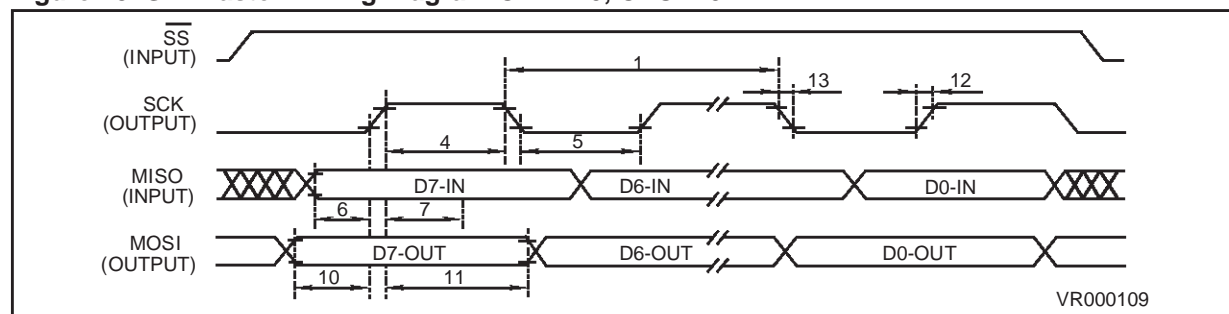 SS
(INPUT)
1
13
12
SCK
(OUTPUT)
4
5
MISO
(INPUT)
D7-IN
D6-IN
D0-IN
6
7
MOSI
(OUTPUT)
D7-OUT
D6-OUT
D0-OUT
10
11
VR000109